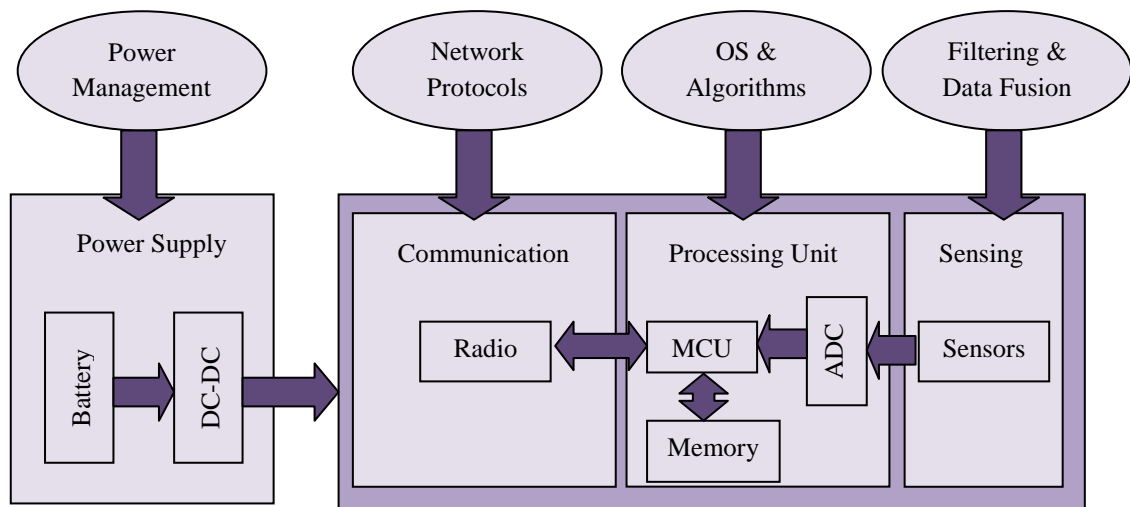 Power
Management
Network
Protocols
OS &
Algorithms
Filtering &
Data Fusion
Power Supply
Communication
Processing Unit
Sensing
Battery
DC-DC
Radio
MCU
ADC
Sensors
Memory